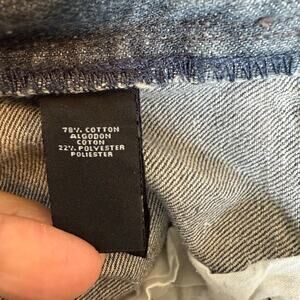 78% COTTON
ALGODON
COTON
22% POLYESTER
POLIESTER